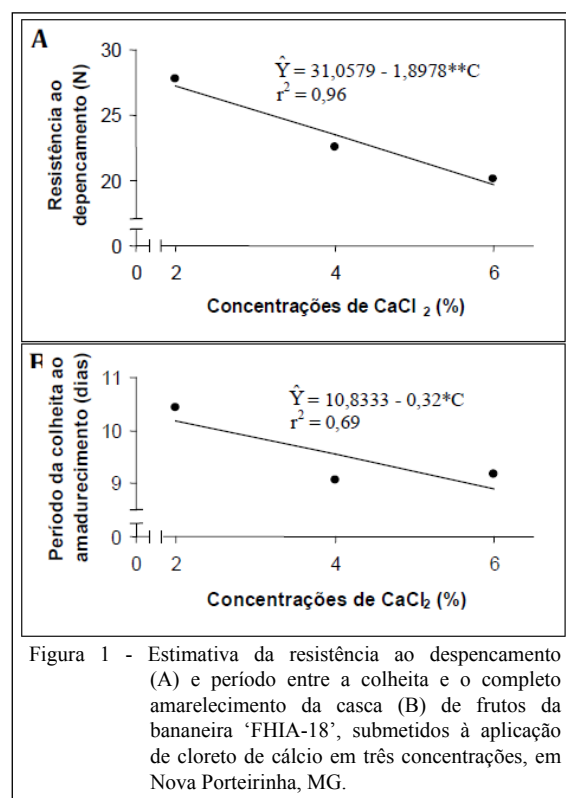 A
30
25
20
0
Resistência ao
depencamento (N)
Ŷ = 31,0579 - 1,8978**C
r² = 0,96
0 2 4 6
Concentrações de CaCl 2 (%)
B
11
10
9
0
Período da colheita ao
amadurecimento (dias)
Ŷ = 10,8333 - 0,32*C
r² = 0,69
0 2 4 6
Concentrações de CaCl₂ (%)
Figura 1 - Estimativa da resistência ao despencamento
(A) e período entre a colheita e o completo
amarelecimento da casca (B) de frutos da
bananeira ‘FHIA-18’, submetidos à aplicação
de cloreto de cálcio em três concentrações, em
Nova Porteirinha, MG.